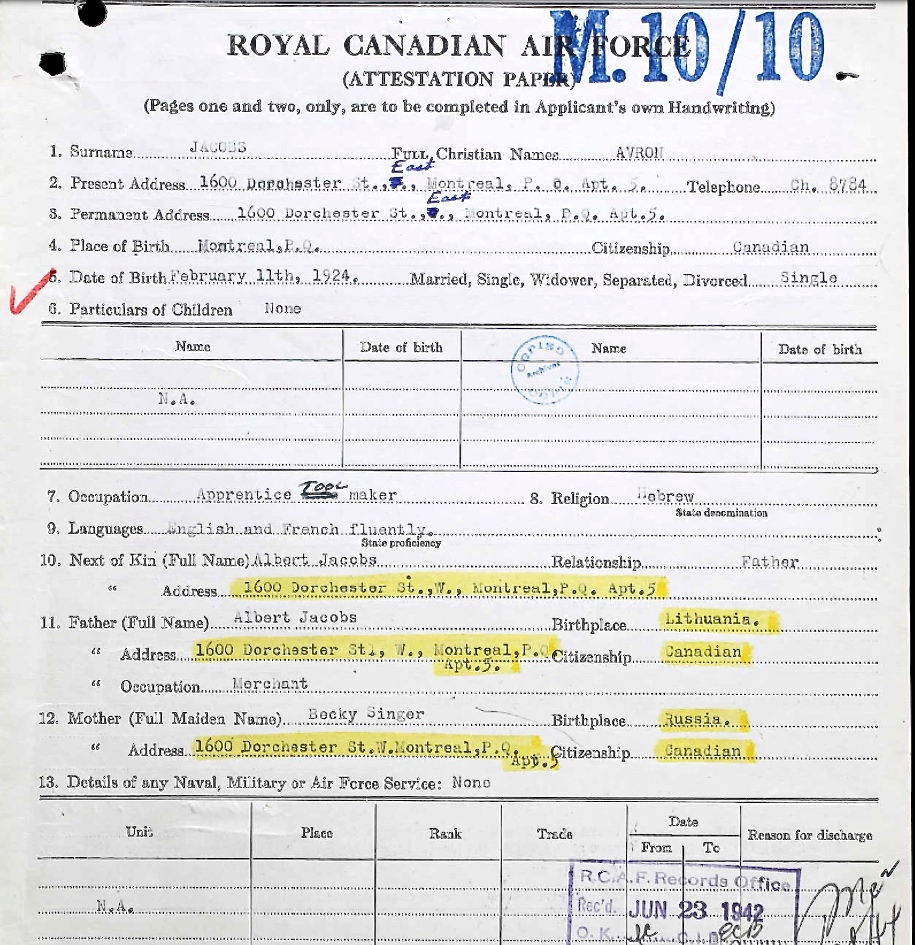 M.10/10
ROYAL CANADIAN AIR FORCE
(ATTESTATION PAPER)
(Pages one and two, only, are to be completed in Applicant's own Handwriting)
1. Surname JACOBS FULL Christian Names AVRON
East
2. Present Address 1600 Dorchester St., , Montreal, P. Q. Apt. 5. Telephone Ch. 8784
East
3. Permanent Address 1600 Dorchester St., , Montreal, P.Q. Apt.5.
4. Place of Birth Montreal,P.Q. Citizenship Canadian
5. Date of Birth February 11th, 1924. Married, Single, Widower, Separated, Divorced Single
6. Particulars of Children None
Name Date of birth Name Date of birth
COPIED
Archives
N.A.
TOOL
7. Occupation Apprentice maker 8. Religion Hebrew
State denomination
9. Languages English and French fluently.
State proficiency
10. Next of Kin (Full Name) Albert Jacobs Relationship Father
" Address 1600 Dorchester St.,W., Montreal,P.Q. Apt.5
11. Father (Full Name) Albert Jacobs Birthplace Lithuania.
" Address 1600 Dorchester St1, W., Montreal,P.Q Citizenship Canadian
Apt.5.
" Occupation Merchant
12. Mother (Full Maiden Name) Becky Singer Birthplace Russia.
" Address 1600 Dorchester St.W.Montreal,P.Q. Citizenship Canadian
Apt.5
13. Details of any Naval, Military or Air Force Service: None
Unit Place Rank Trade Date Reason for discharge
From To
R.C.A.F. Records Office
N.A.
Rec'd. JUN 23 1942
O.K.